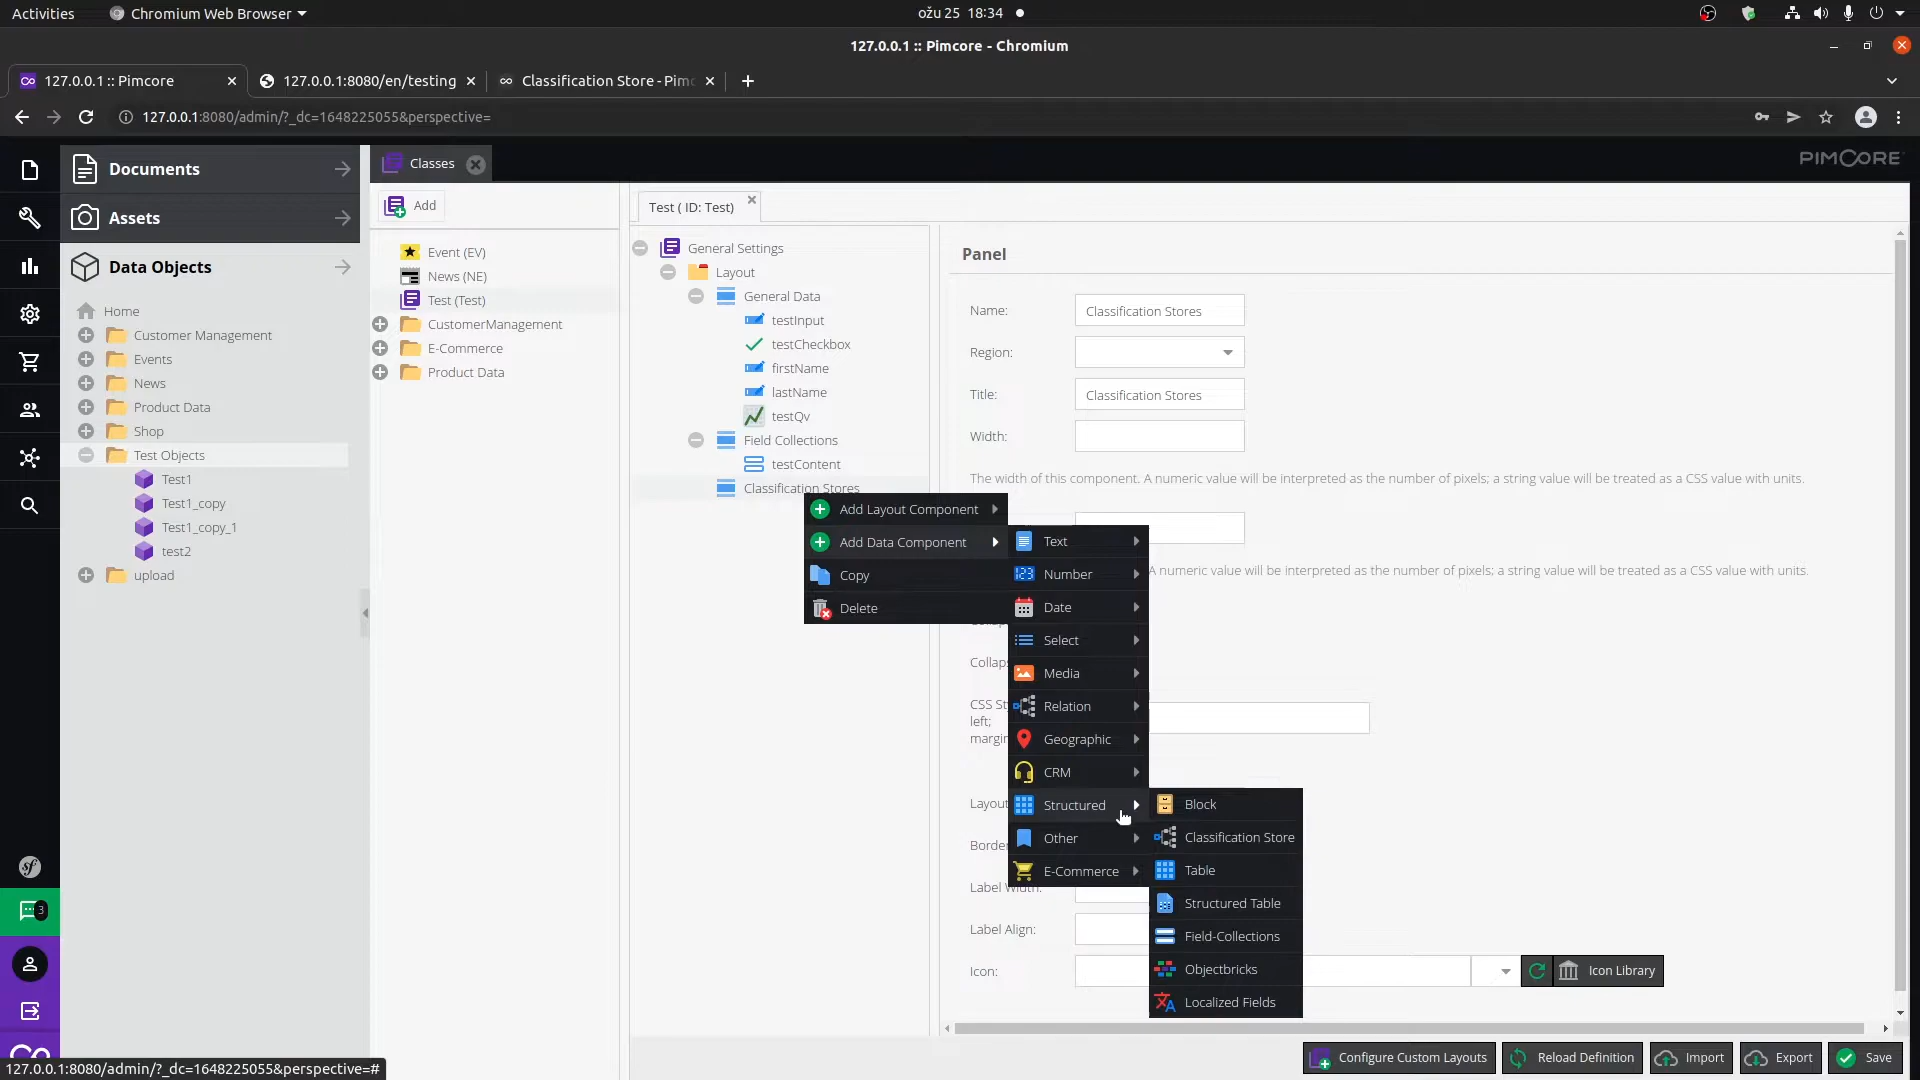 Activities
Chromium Web Browser
ožu 25 18:34
127.0.0.1 :: Pimcore - Chromium
127.0.0.1 :: Pimcore
127.0.0.1:8080/en/testing
Classification Store - Pimc
127.0.0.1:8080/admin/?_dc=1648225055&perspective=
Documents
Assets
Data Objects
Home
Customer Management
Events
News
Product Data
Shop
Test Objects
Test1
Test1_copy
Test1_copy_1
test2
upload
3
Classes
PIMCORE
Add
Event (EV)
News (NE)
Test (Test)
CustomerManagement
E-Commerce
Product Data
Test ( ID: Test)
General Settings
Layout
General Data
testInput
testCheckbox
firstName
lastName
testQv
Field Collections
testContent
Classification Stores
Add Layout Component
Add Data Component
Copy
Delete
Text
Number
Date
Select
Media
Relation
Geographic
CRM
Structured
Other
E-Commerce
Block
Classification Store
Table
Structured Table
Field-Collections
Objectbricks
Localized Fields
Panel
Name:
Classification Stores
Region:
Title:
Classification Stores
Width:
The width of this component. A numeric value will be interpreted as the number of pixels; a string value will be treated as a CSS value with units.
A numeric value will be interpreted as the number of pixels; a string value will be treated as a CSS value with units.
Collaps
CSS St
left;
margin
Layout
Border
Label Width:
Label Align:
Icon:
Icon Library
Configure Custom Layouts
Reload Definition
Import
Export
Save
127.0.0.1:8080/admin/?_dc=1648225055&perspective=#